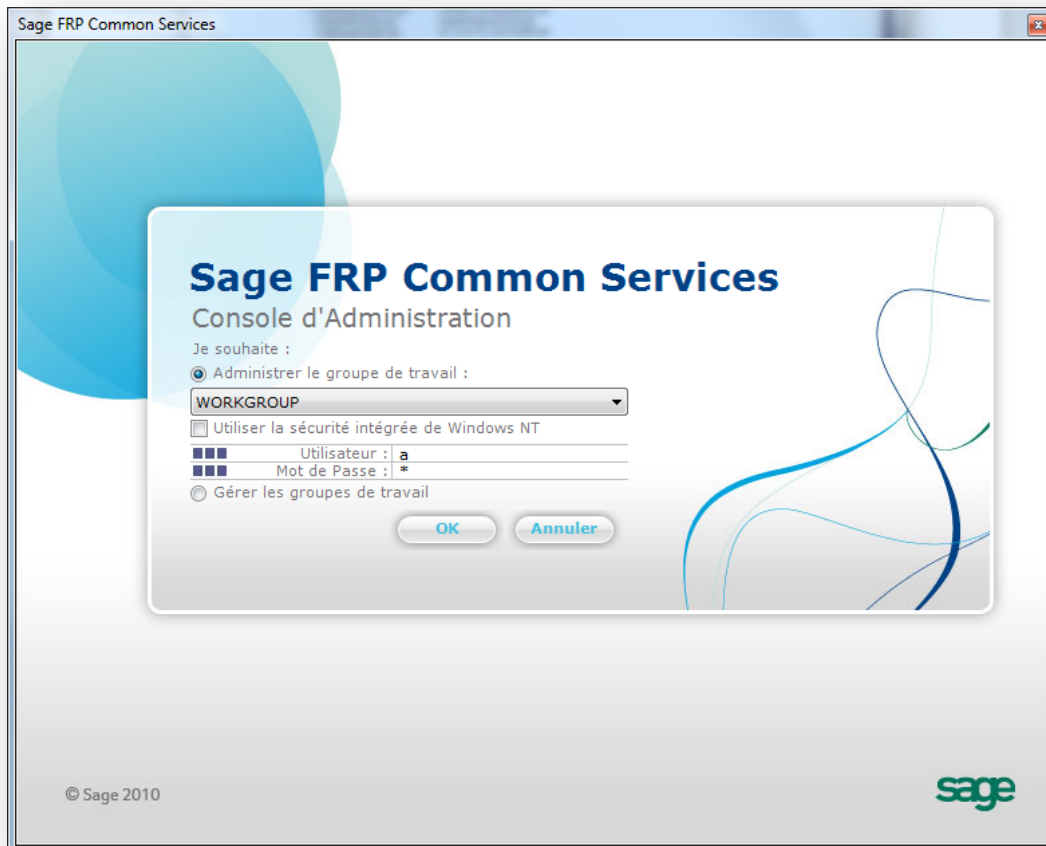 Sage FRP Common Services
Sage FRP Common Services
Console d'Administration
Je souhaite :
Administrer le groupe de travail :
WORKGROUP
Utiliser la sécurité intégrée de Windows NT
Utilisateur : a
Mot de Passe : *
Gérer les groupes de travail
OK Annuler
© Sage 2010 sage